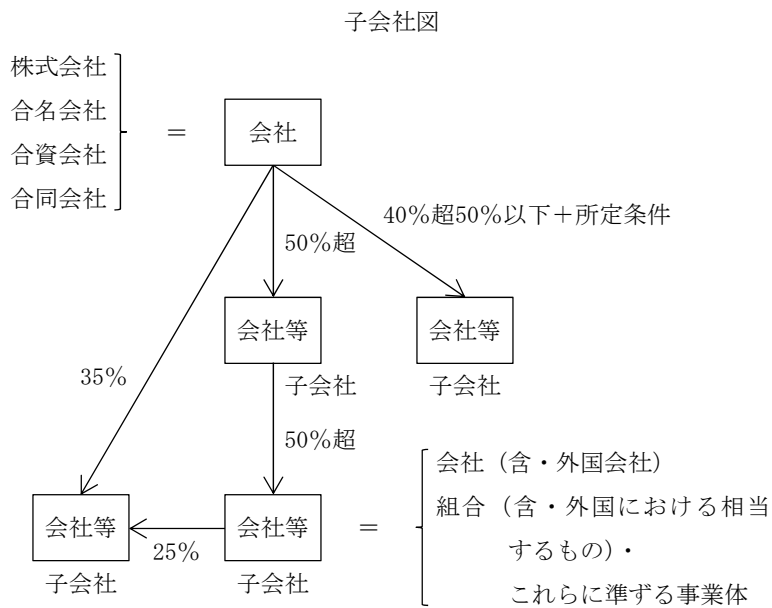 子会社図
株式会社
合名会社
合資会社
合同会社
=
会社
40%超50%以下+所定条件
50%超
会社等
会社等
子会社
子会社
35%
50%超
会社等
25%
会社等
子会社
子会社
=
会社(含・外国会社)
組合(含・外国における相当
するもの)・
これらに準ずる事業体